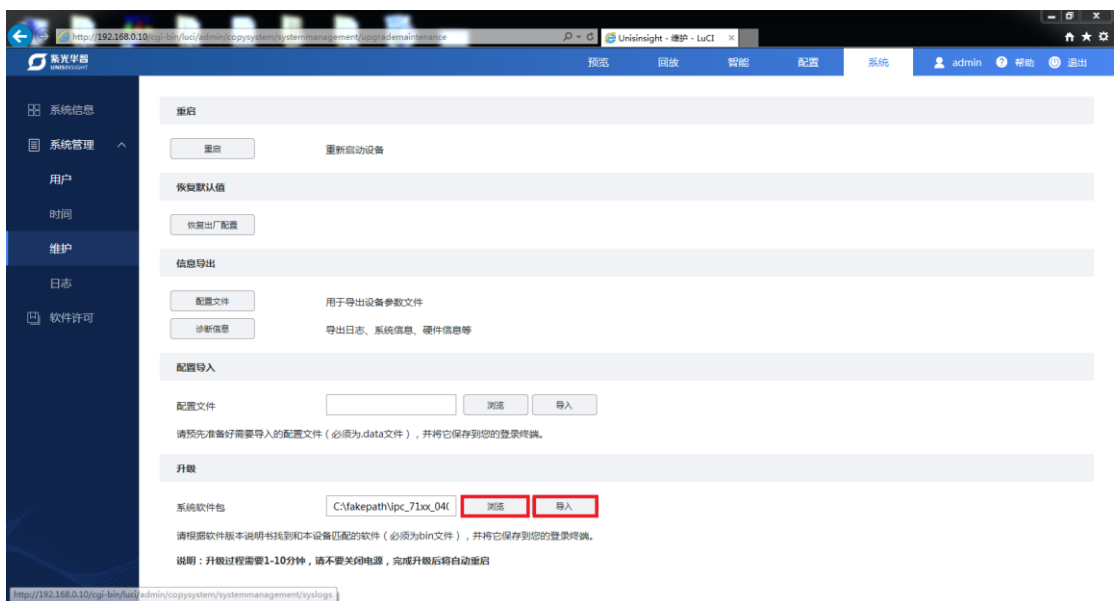 http://192.168.0.10/cgi-bin/luci/admin/copysystem/systemmanagement/upgrademaintenance
Unisinsight - 维护 - LuCI
紫光华智
UNISINSIGHT
预览 回放 智能 配置 系统 admin 帮助 退出
系统信息
系统管理
用户
时间
维护
日志
软件许可
重启
重启 重新启动设备
恢复默认值
恢复出厂配置
信息导出
配置文件 用于导出设备参数文件
诊断信息 导出日志、系统信息、硬件信息等
配置导入
配置文件 浏览 导入
请预先准备好需要导入的配置文件（必须为.data文件），并将它保存到您的登录终端。
升级
系统软件包 C:\fakepath\ipc_71xx_04( 浏览 导入
请根据软件版本说明书找到和本设备匹配的软件（必须为bin文件），并将它保存到您的登录终端。
说明：升级过程需要1-10分钟，请不要关闭电源，完成升级后将自动重启
http://192.168.0.10/cgi-bin/luci/admin/copysystem/systemmanagement/syslogs